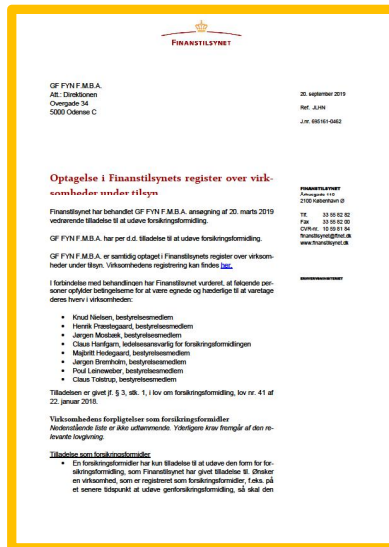 FINANSTILSYNET
GF FYN F.M.B.A.
Att.: Direktionen
Overgade 34
5000 Odense C
20. september 2019
Ref. JLHN
J.nr. 695161-0462
Optagelse i Finanstilsynets register over virk-
somheder under tilsyn
Finanstilsynet har behandlet GF FYN F.M.B.A. ansøgning af 20. marts 2019
vedrørende tilladelse til at udøve forsikringsformidling.
GF FYN F.M.B.A. har per d.d. tilladelse til at udøve forsikringsformidling.
GF FYN F.M.B.A. er samtidig optaget i Finanstilsynets register over virksom-
heder under tilsyn. Virksomhedens registrering kan findes her.
I forbindelse med behandlingen har Finanstilsynet vurderet, at følgende per-
soner opfylder betingelserne for at være egnede og hæderlige til at varetage
deres hverv i virksomheden:
• Knud Nielsen, bestyrelsesmedlem
• Henrik Præstegaard, bestyrelsesmedlem
• Jørgen Mosbæk, bestyrelsesmedlem
• Claus Hanfgarn, ledelsesansvarlig for forsikringsformidlingen
• Majbritt Hedegaard, bestyrelsesmedlem
• Jørgen Bremholm, bestyrelsesmedlem
• Poul Leineweber, bestyrelsesmedlem
• Claus Tolstrup, bestyrelsesmedlem
Tilladelsen er givet jf. § 3, stk. 1, i lov om forsikringsformidling, lov nr. 41 af
22. januar 2018.
Virksomhedens forpligtelser som forsikringsformidler
Nedenstående liste er ikke udtømmende. Yderligere krav fremgår af den re-
levante lovgivning.
Tilladelse som forsikringsformidler
• En forsikringsformidler har kun tilladelse til at udøve den form for for-
sikringsformidling, som Finanstilsynet har givet tilladelse til. Ønsker
en virksomhed, som er registreret som forsikringsformidler, f.eks. på
et senere tidspunkt at udøve genforsikringsformidling, så skal den
FINANSTILSYNET
Århusgade 110
2100 København Ø
Tlf. 33 55 82 82
Fax 33 55 82 00
CVR-nr. 10 59 81 84
finanstilsynet@ftnet.dk
www.finanstilsynet.dk
ERHVERVSMINISTERIET